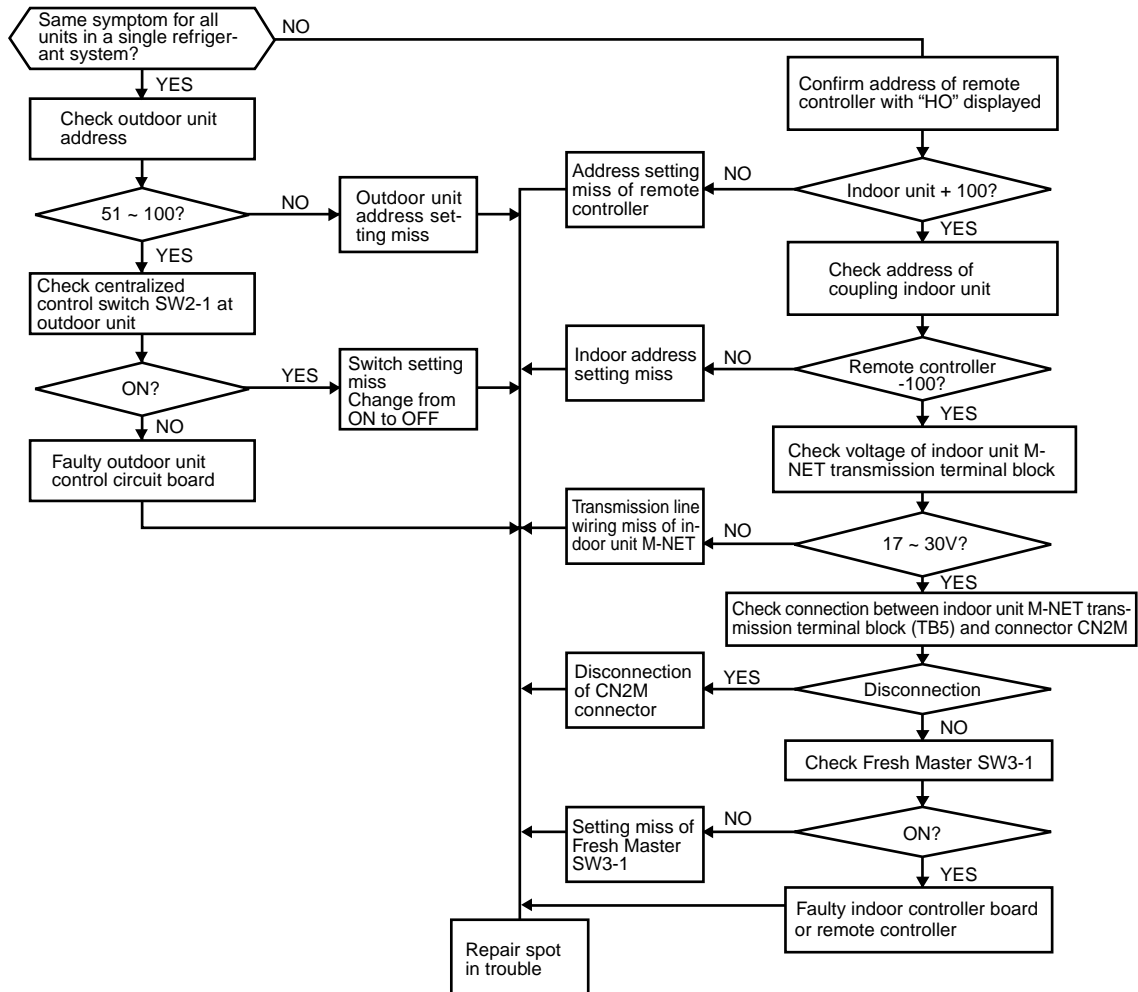 Same symptom for all
units in a single refriger-
ant system?
NO
YES
Check outdoor unit
address
51 ~ 100?
NO
Outdoor unit
address set-
ting miss
YES
Check centralized
control switch SW2-1 at
outdoor unit
ON?
YES
Switch setting
miss
Change from
ON to OFF
NO
Faulty outdoor unit
control circuit board
Confirm address of remote
controller with “HO” displayed
Indoor unit + 100?
NO
Address setting
miss of remote
controller
YES
Check address of
coupling indoor unit
Remote controller
-100?
NO
Indoor address
setting miss
YES
Check voltage of indoor unit M-
NET transmission terminal block
17 ~ 30V?
NO
Transmission line
wiring miss of in-
door unit M-NET
YES
Check connection between indoor unit M-NET trans-
mission terminal block (TB5) and connector CN2M
Disconnection
YES
Disconnection
of CN2M
connector
NO
Check Fresh Master SW3-1
ON?
NO
Setting miss of
Fresh Master
SW3-1
YES
Faulty indoor controller board
or remote controller
Repair spot
in trouble